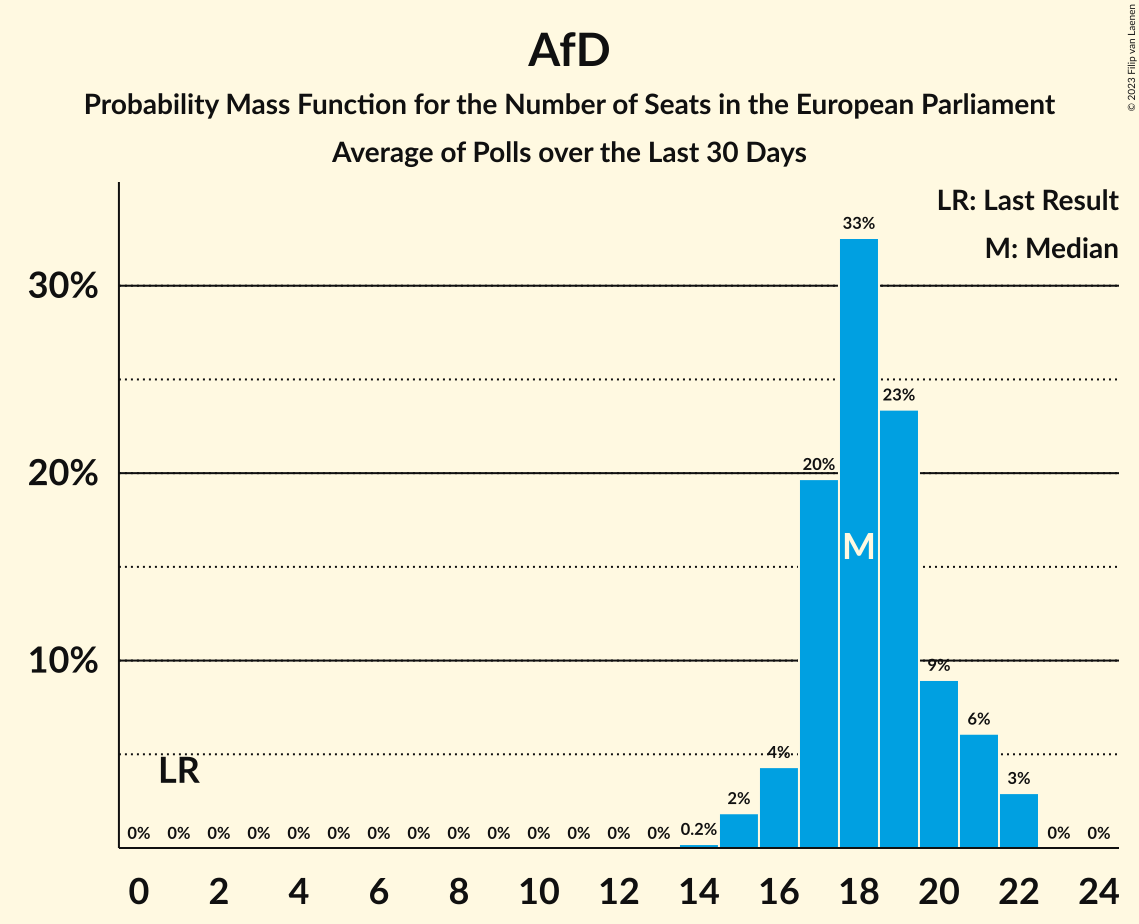 © 2023 Filip van Laenen
AfD
Probability Mass Function for the Number of Seats in the European Parliament
Average of Polls over the Last 30 Days
LR: Last Result
M: Median
33%
30%
23%
20%
20%
M
10%
9%
6%
4%
LR
3%
2%
0% 0% 0% 0% 0% 0% 0% 0% 0% 0% 0% 0% 0% 0% 0.2% 0% 0%
0 2 4 6 8 10 12 14 16 18 20 22 24